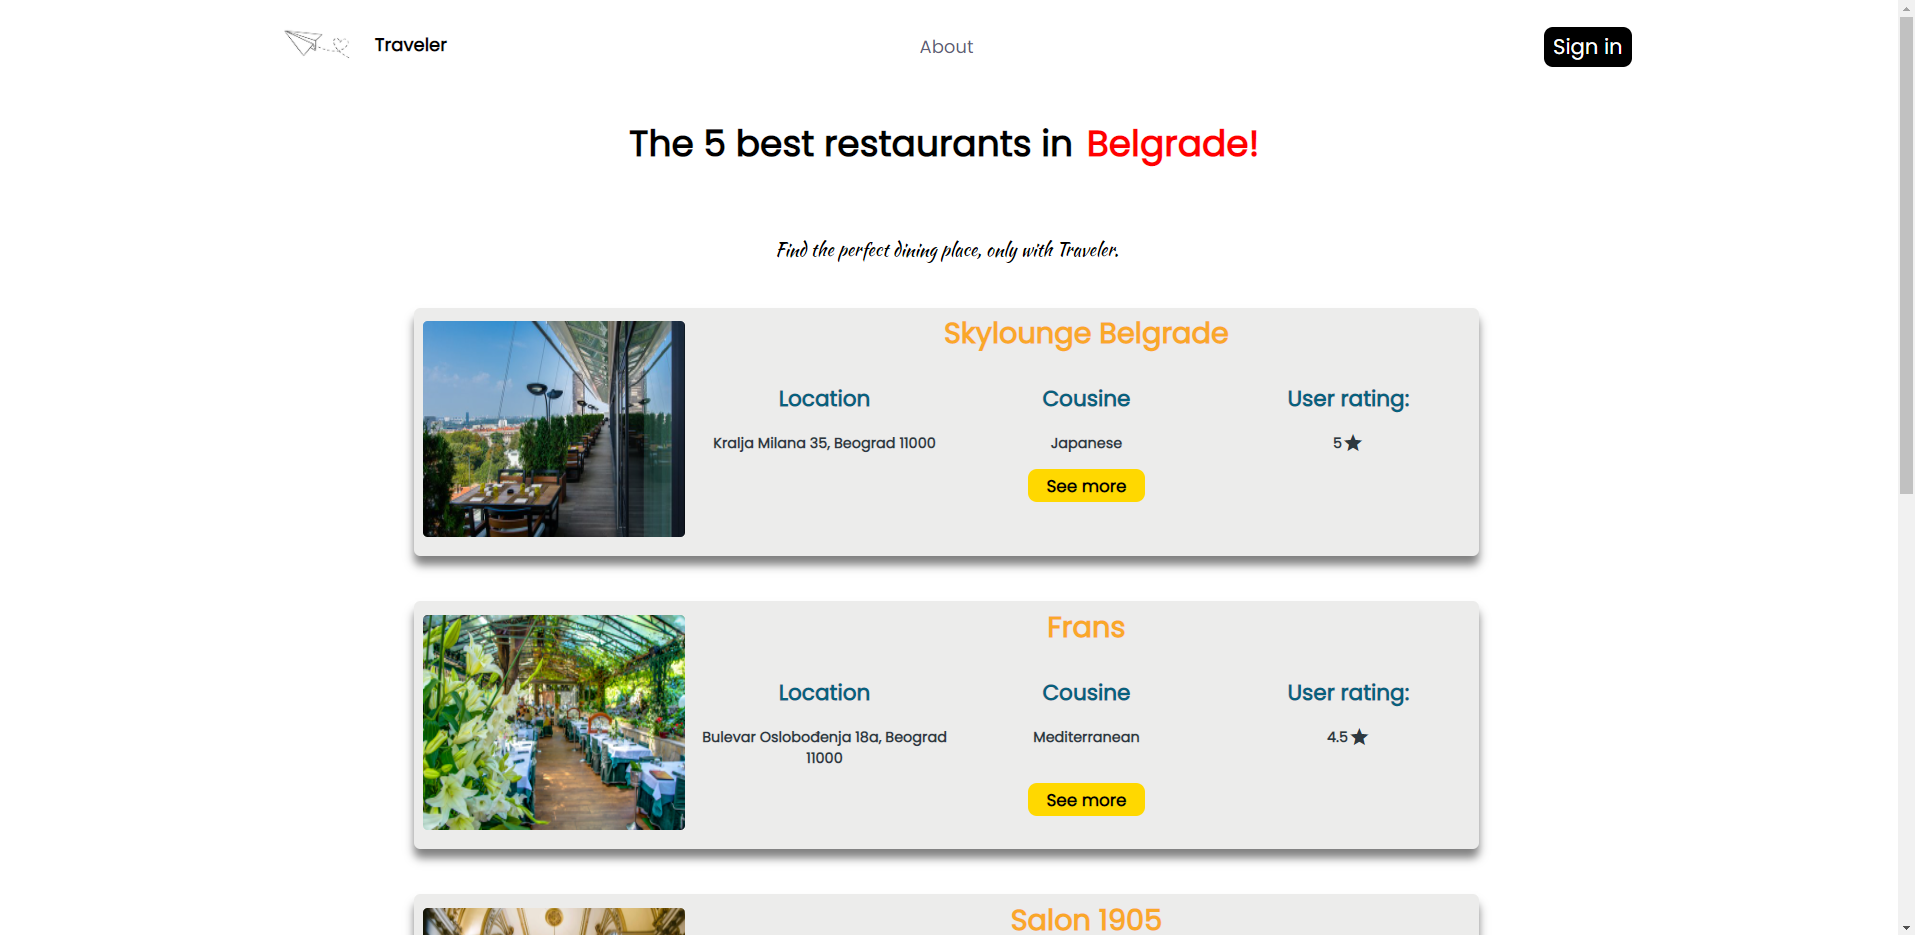 Traveler
About
Sign in
The 5 best restaurants in Belgrade!
Find the perfect dining place, only with Traveler.
Skylounge Belgrade
Location
Cousine
User rating:
Kralja Milana 35, Beograd 11000
Japanese
5★
See more
Frans
Location
Cousine
User rating:
Bulevar Oslobođenja 18a, Beograd
11000
Mediterranean
4.5★
See more
Salon 1905